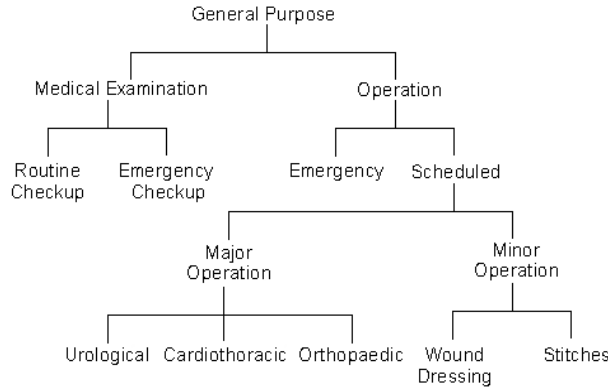 General Purpose
Medical Examination
Operation
Routine
Checkup
Emergency
Checkup
Emergency
Scheduled
Major
Operation
Minor
Operation
Urological
Cardiothoracic
Orthopaedic
Wound
Dressing
Stitches